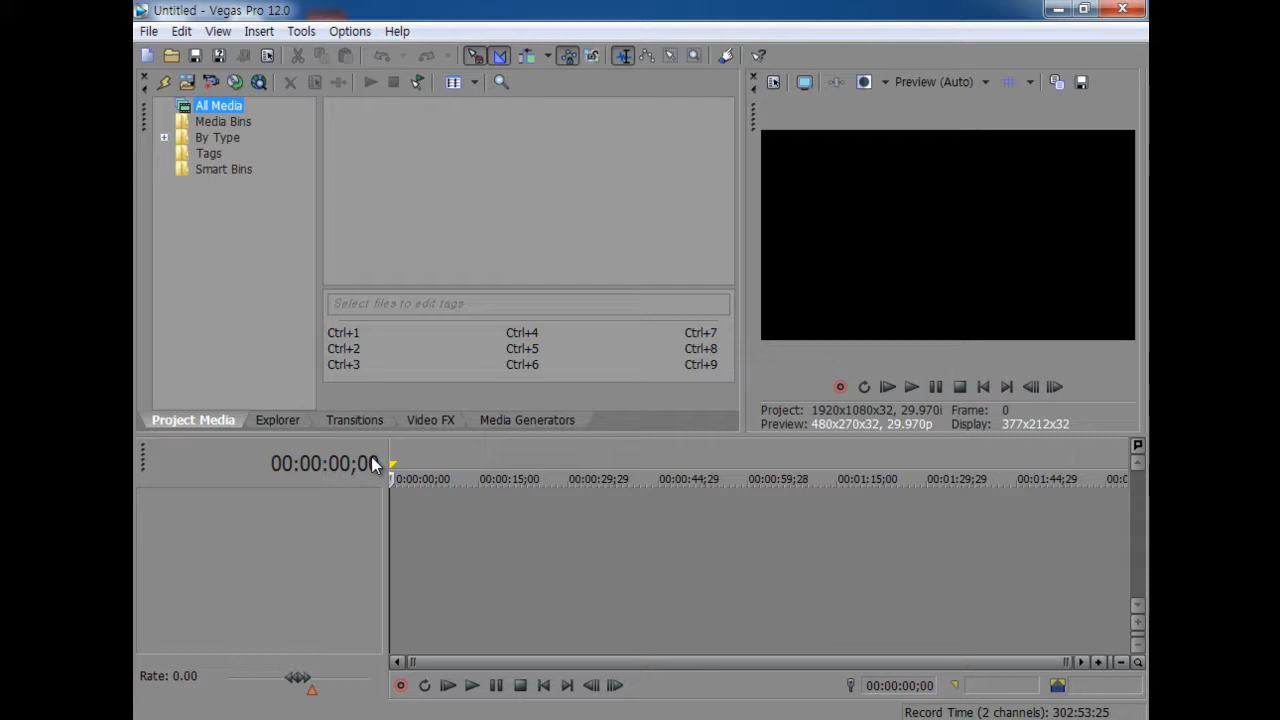 Untitled - Vegas Pro 12.0
File Edit View Insert Tools Options Help
Preview (Auto)
All Media
Media Bins
By Type
Tags
Smart Bins
Select files to edit tags
Ctrl+1 Ctrl+4 Ctrl+7
Ctrl+2 Ctrl+5 Ctrl+8
Ctrl+3 Ctrl+6 Ctrl+9
Project: 1920x1080x32, 29.970i Frame: 0
Preview: 480x270x32, 29.970p Display: 377x212x32
Project Media Explorer Transitions Video FX Media Generators
00:00:00;00
0:00:00;00 00:00:15;00 00:00:29;29 00:00:44;29 00:00:59;28 00:01:15;00 00:01:29;29 00:01:44;29 00:0
Rate: 0.00
00:00:00;00
Record Time (2 channels): 302:53:25